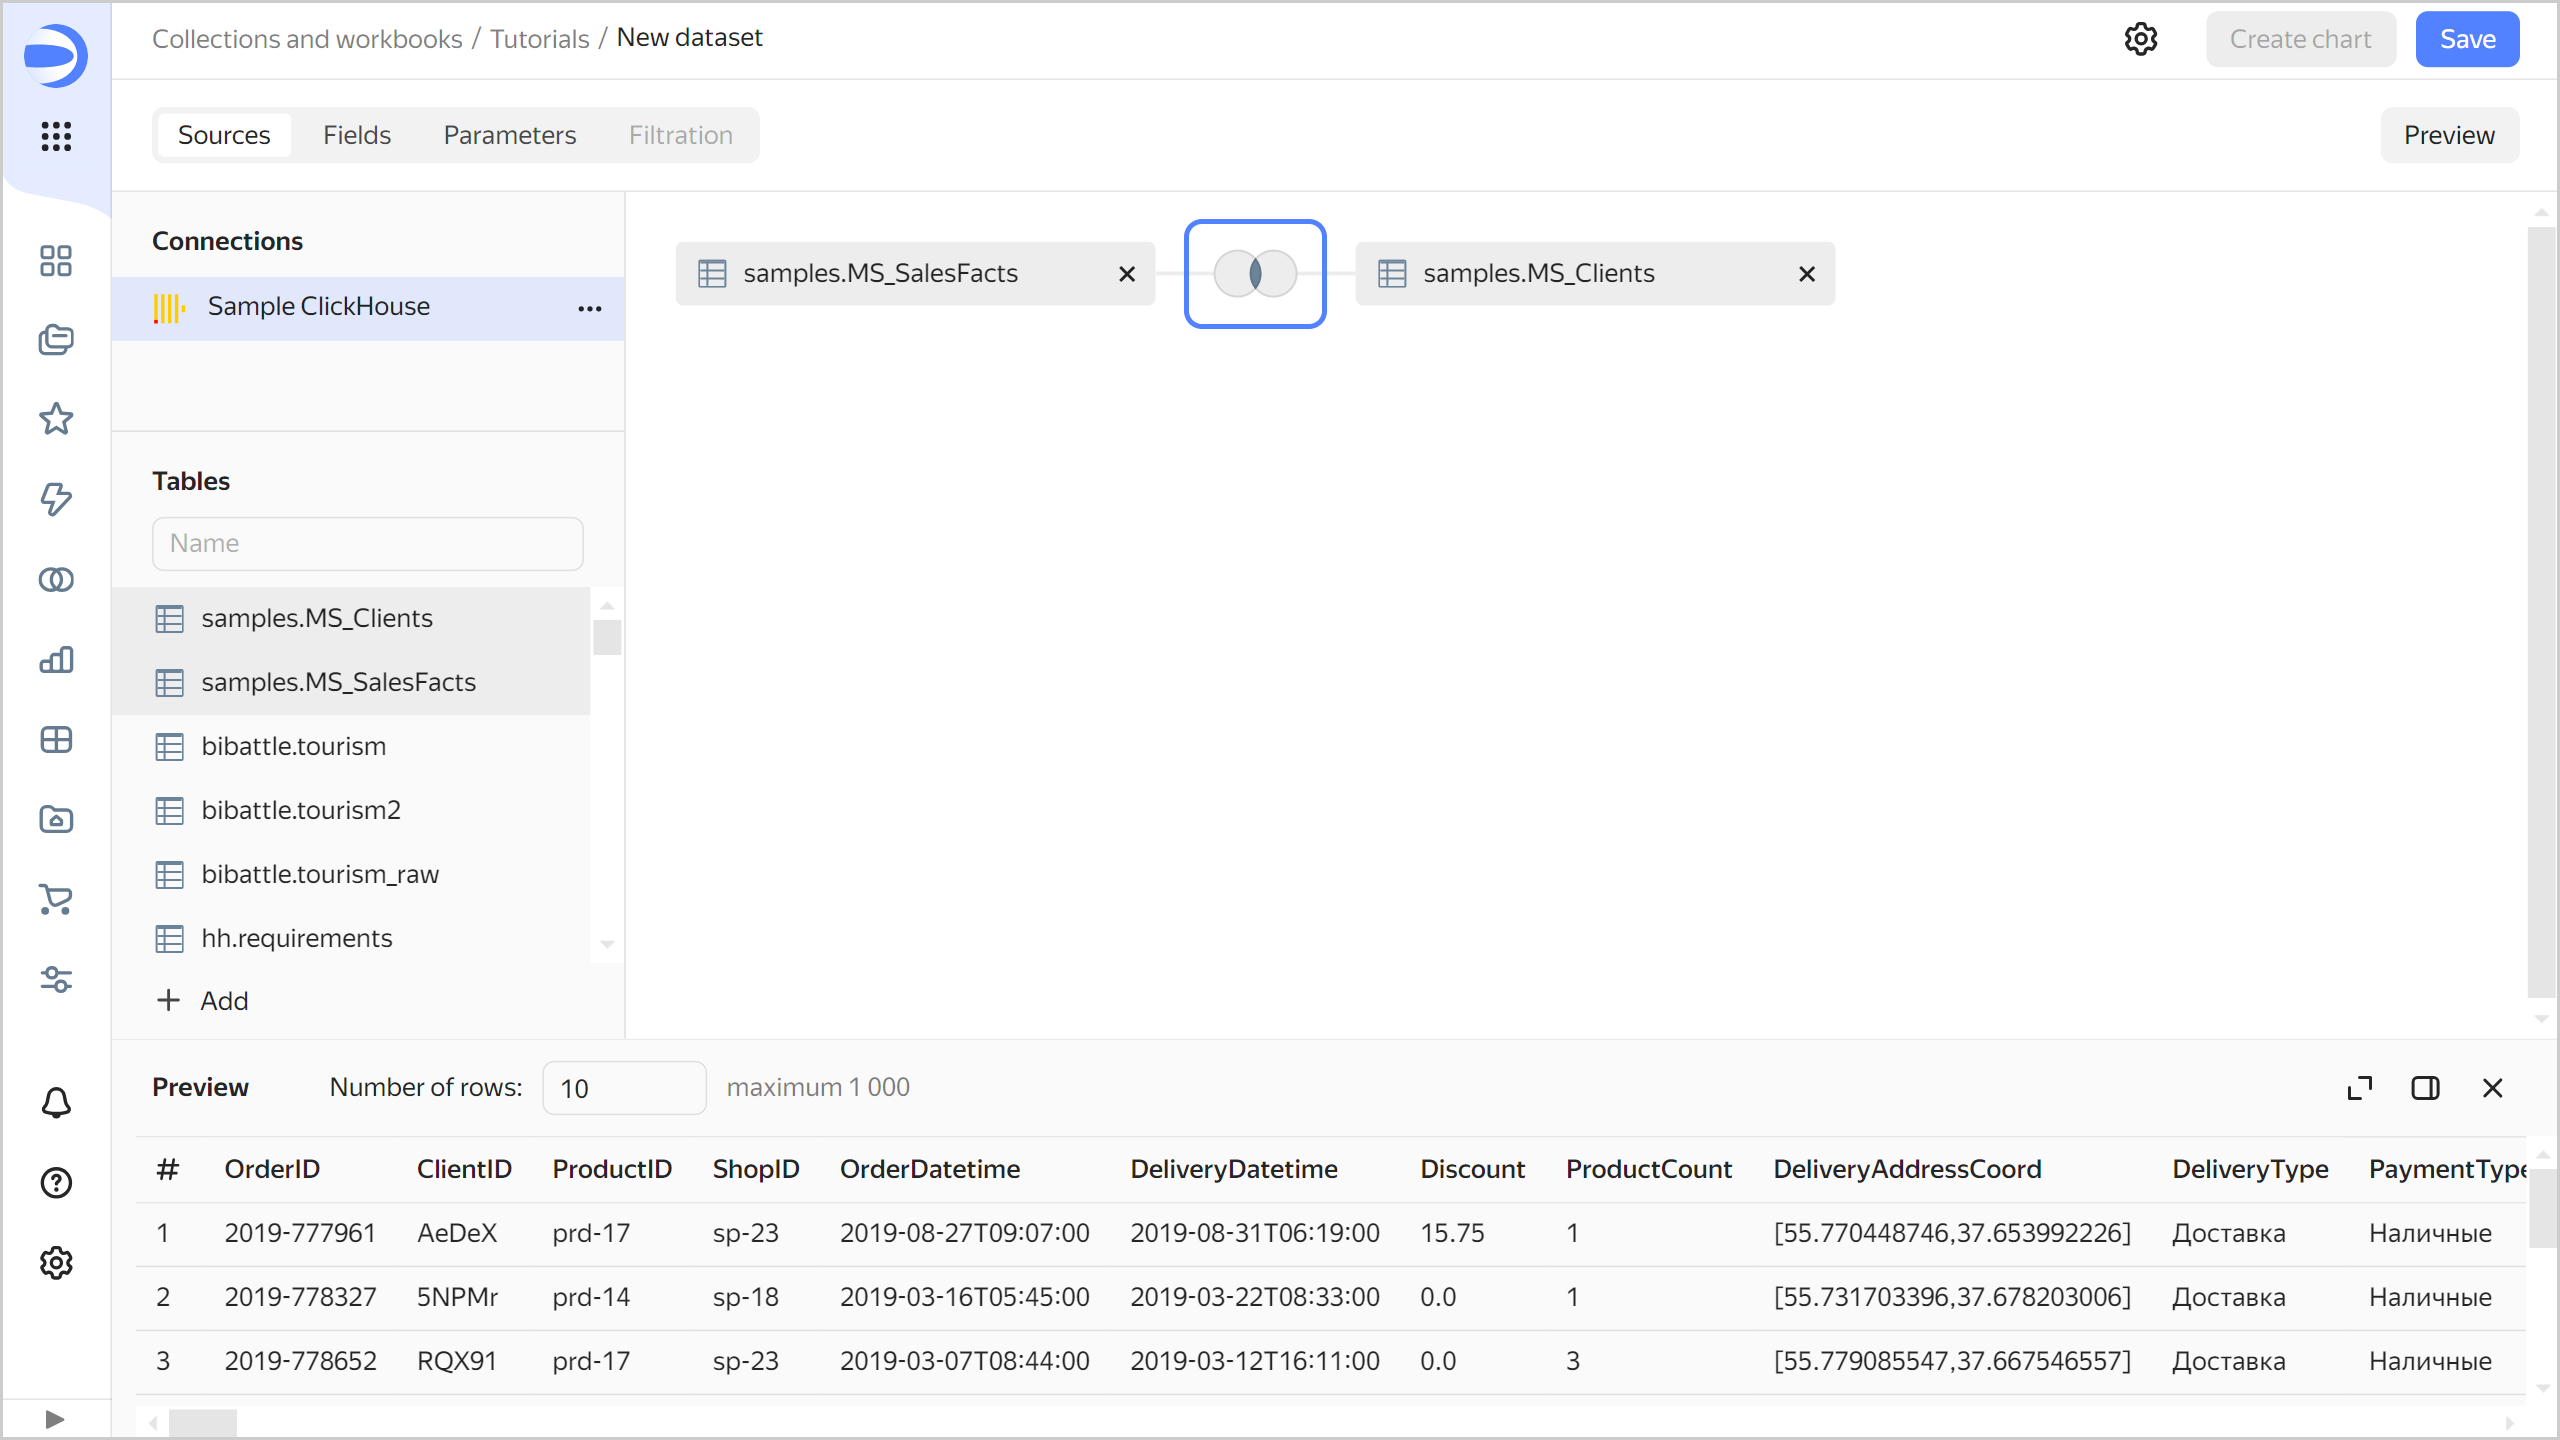 Collections and workbooks / Tutorials / New dataset
Create chart
Save
Sources Fields Parameters Filtration
Preview
Connections
Sample ClickHouse
samples.MS_SalesFacts
samples.MS_Clients
Tables
Name
samples.MS_Clients
samples.MS_SalesFacts
bibattle.tourism
bibattle.tourism2
bibattle.tourism_raw
hh.requirements
+ Add
Preview Number of rows: 10 maximum 1 000
# OrderID ClientID ProductID ShopID OrderDatetime DeliveryDatetime Discount ProductCount DeliveryAddressCoord DeliveryType PaymentType
1 2019-777961 AeDeX prd-17 sp-23 2019-08-27T09:07:00 2019-08-31T06:19:00 15.75 1 [55.770448746,37.653992226] Доставка Наличные
2 2019-778327 5NPMr prd-14 sp-18 2019-03-16T05:45:00 2019-03-22T08:33:00 0.0 1 [55.731703396,37.678203006] Доставка Наличные
3 2019-778652 RQX91 prd-17 sp-23 2019-03-07T08:44:00 2019-03-12T16:11:00 0.0 3 [55.779085547,37.667546557] Доставка Наличные